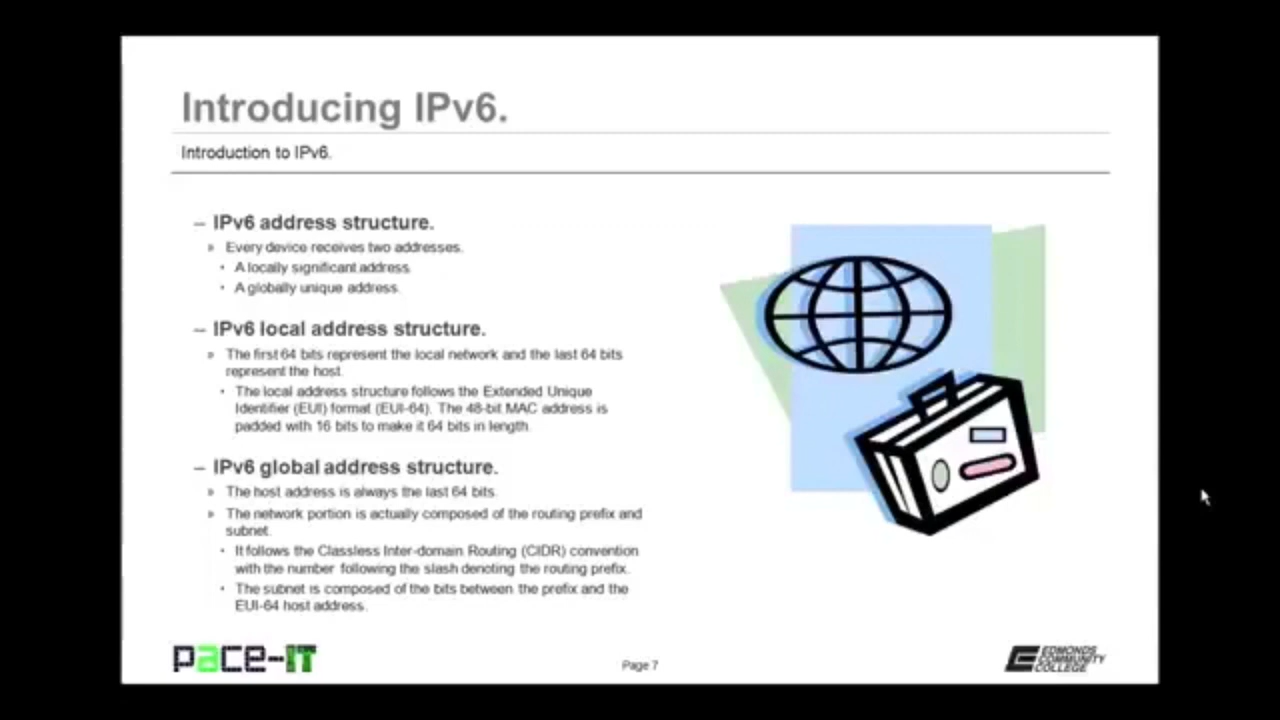 Introducing IPv6.
Introduction to IPv6.
– IPv6 address structure.
» Every device receives two addresses.
• A locally significant address.
• A globally unique address.
– IPv6 local address structure.
» The first 64 bits represent the local network and the last 64 bits
represent the host.
• The local address structure follows the Extended Unique
Identifier (EUI) format (EUI-64). The 48-bit MAC address is
padded with 16 bits to make it 64 bits in length.
– IPv6 global address structure.
» The host address is always the last 64 bits.
» The network portion is actually composed of the routing prefix and
subnet.
• It follows the Classless Inter-domain Routing (CIDR) convention
with the number following the slash denoting the routing prefix.
• The subnet is composed of the bits between the prefix and the
EUI-64 host address.
pace-IT
Page 7
EDMONDS
COMMUNITY
COLLEGE